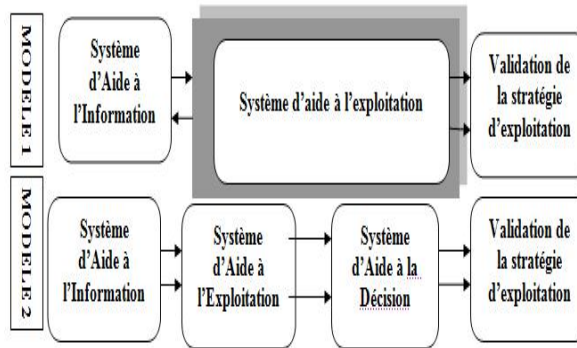 MODELE 1
Système
d'Aide à
l'Information
Système d'aide à l'exploitation
Validation de
la stratégie
d'exploitation
MODELE 2
Système
d'Aide à
l'Information
Système
d'Aide à
l'Exploitation
Système
d'Aide à la
Décision
Validation de
la stratégie
d'exploitation